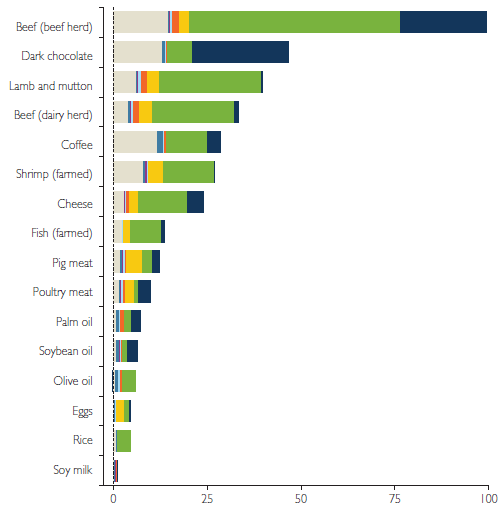 Beef (beef herd)
Dark chocolate
Lamb and mutton
Beef (dairy herd)
Coffee
Shrimp (farmed)
Cheese
Fish (farmed)
Pig meat
Poultry meat
Palm oil
Soybean oil
Olive oil
Eggs
Rice
Soy milk
0 25 50 75 100